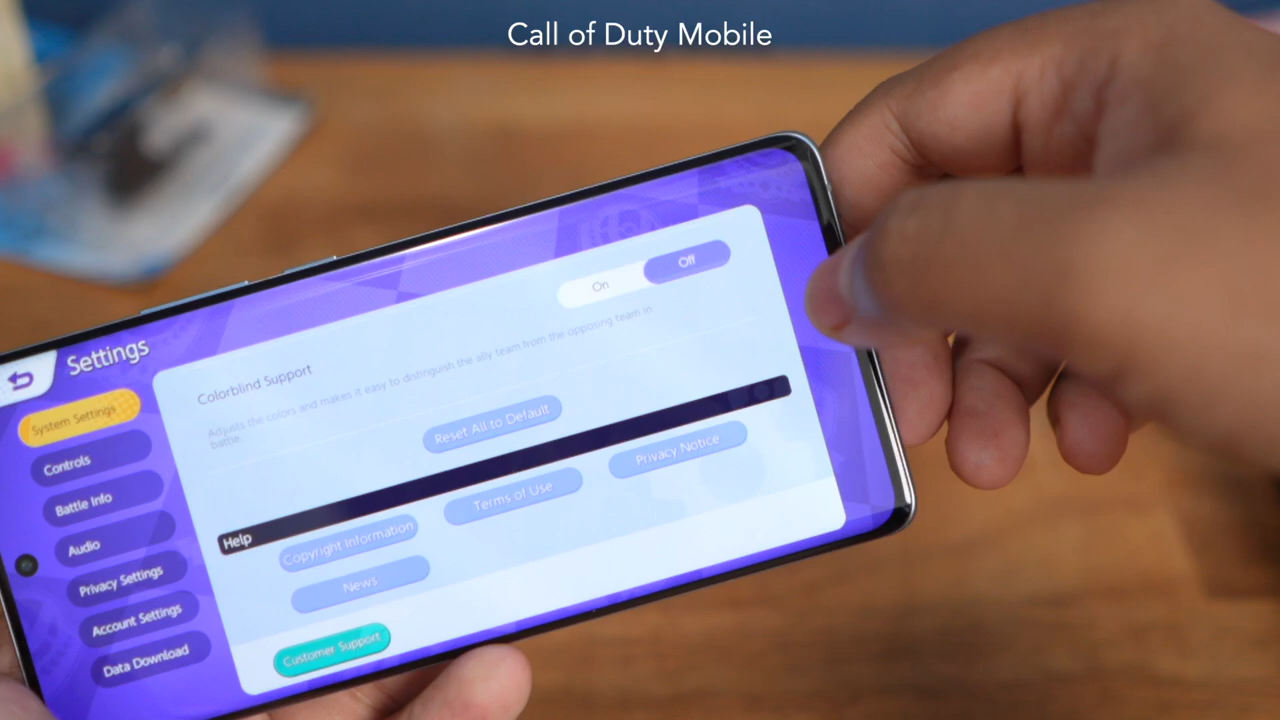 Call of Duty Mobile
Settings
System Settings
Controls
Battle Info
Audio
Privacy Settings
Account Settings
Data Download
On
Off
Colorblind Support
Adjusts the colors and makes it easy to distinguish the ally team from the opposing team in
battle.
Reset All to Default
Help
Copyright Information
Terms of Use
Privacy Notice
News
Customer Support